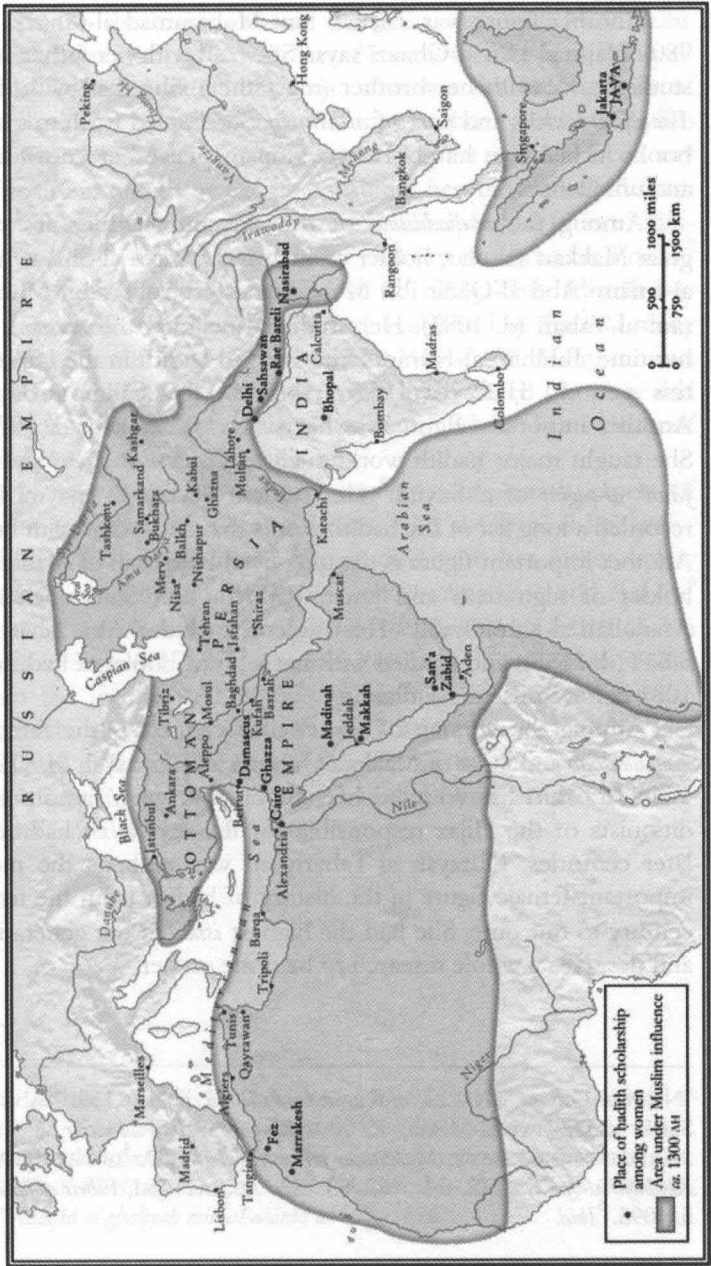 RUSSIAN EMPIRE
Peking
Hong Kong
Yangtze
Mekong
Saigon
Bangkok
Irrawaddy
Rangoon
Singapore
Jakarta
JAWA
Aral Sea
Syr Darya
Tashkent
Kashgar
Samarkand
Bukhara
Amu Darya
Merv
Nisa
Balkh
Kabul
Nishapur
Ghazna
Lahore
Multan
Indus
Delhi
Sahsawan
Rae Bareli
Nasirabad
INDIA
Calcutta
Bhopal
Bombay
Madras
Colombo
Karachi
Caspian Sea
Tibriz
Tehran
PERSIA
Isfahan
Shiraz
Mosul
Baghdad
Kufah
Basrah
Muscat
Arabian
Sea
Indian
Ocean
Danube
Black Sea
Istanbul
Ankara
OTTOMAN
EMPIRE
Aleppo
Beirut
Damascus
Ghazza
Cairo
Alexandria
Madinah
Jeddah
Makkah
San'a
Zabid
Aden
Nile
Marseilles
Madrid
Lisbon
Mediterranean Sea
Tangier
Algiers
Tunis
Qayrawan
Tripoli
Barqa
Fez
Marrakesh
Niger
0 500 1000 miles
0 750 1500 km
Place of hadith scholarship
among women
Area under Muslim influence
ca. 1300 AH